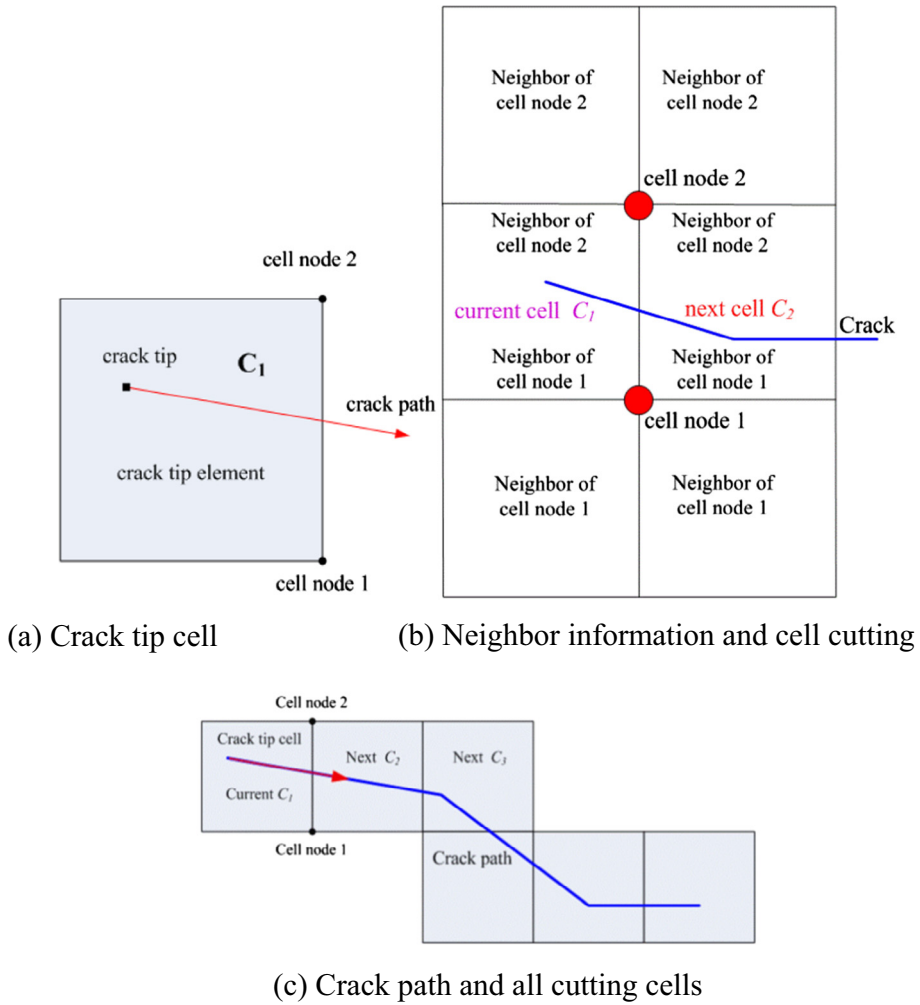 cell node 2
crack tip
C1
crack path
crack tip element
cell node 1
(a) Crack tip cell
Neighbor of
cell node 2
Neighbor of
cell node 2
cell node 2
Neighbor of
cell node 2
Neighbor of
cell node 2
current cell C1
next cell C2
Crack
Neighbor of
cell node 1
Neighbor of
cell node 1
cell node 1
Neighbor of
cell node 1
Neighbor of
cell node 1
(b) Neighbor information and cell cutting
Cell node 2
Crack tip cell
Next C2
Next C3
Current C1
Cell node 1
Crack path
(c) Crack path and all cutting cells